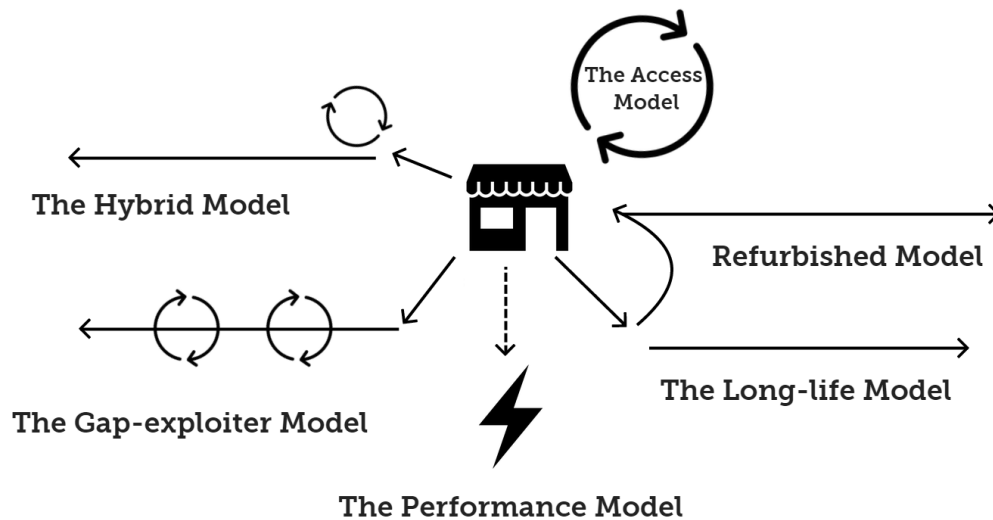 The Access
Model
The Hybrid Model
Refurbished Model
The Long-life Model
The Gap-exploiter Model
The Performance Model